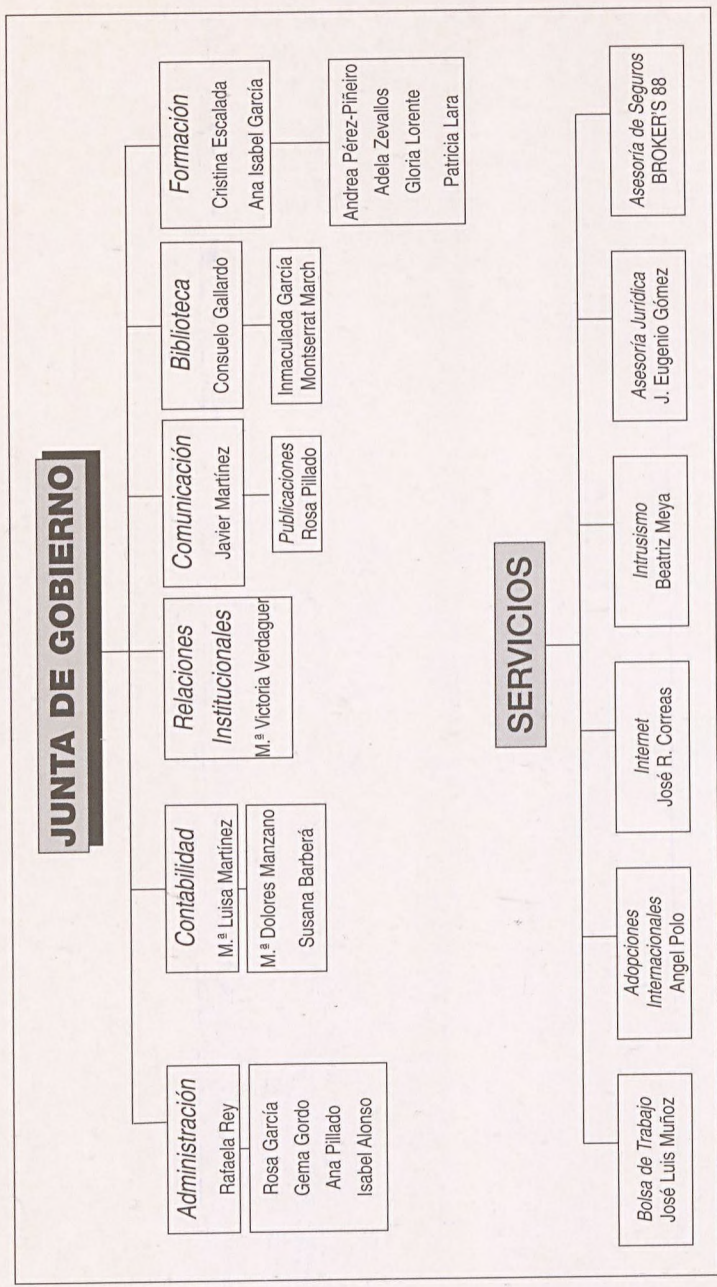 JUNTA DE GOBIERNO
Administración
Rafaela Rey
Rosa García
Gema Gordo
Ana Pillado
Isabel Alonso
Contabilidad
M.ª Luisa Martínez
M.ª Dolores Manzano
Susana Barberá
Relaciones
Institucionales
M.ª Victoria Verdaguer
Comunicación
Javier Martínez
Publicaciones
Rosa Pillado
Biblioteca
Consuelo Gallardo
Inmaculada García
Montserrat March
Formación
Cristina Escalada
Ana Isabel García
Andrea Pérez-Piñeiro
Adela Zevallos
Gloria Lorente
Patricia Lara
SERVICIOS
Bolsa de Trabajo
José Luis Muñoz
Adopciones
Internacionales
Angel Polo
Internet
José R. Correas
Intrusismo
Beatriz Meya
Asesoría Jurídica
J. Eugenio Gómez
Asesoría de Seguros
BROKER'S 88